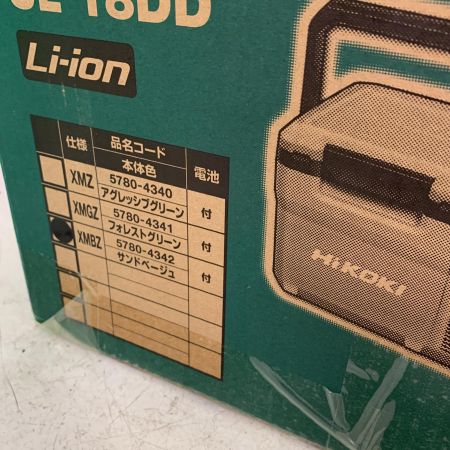 UL 18DD
Li-ion
仕様 品名コード 本体色 電池
XMZ 5780-4340 アグレッシブグリーン 付
XMGZ 5780-4341 フォレストグリーン 付
XMBZ 5780-4342 サンドベージュ 付
HiKOKI